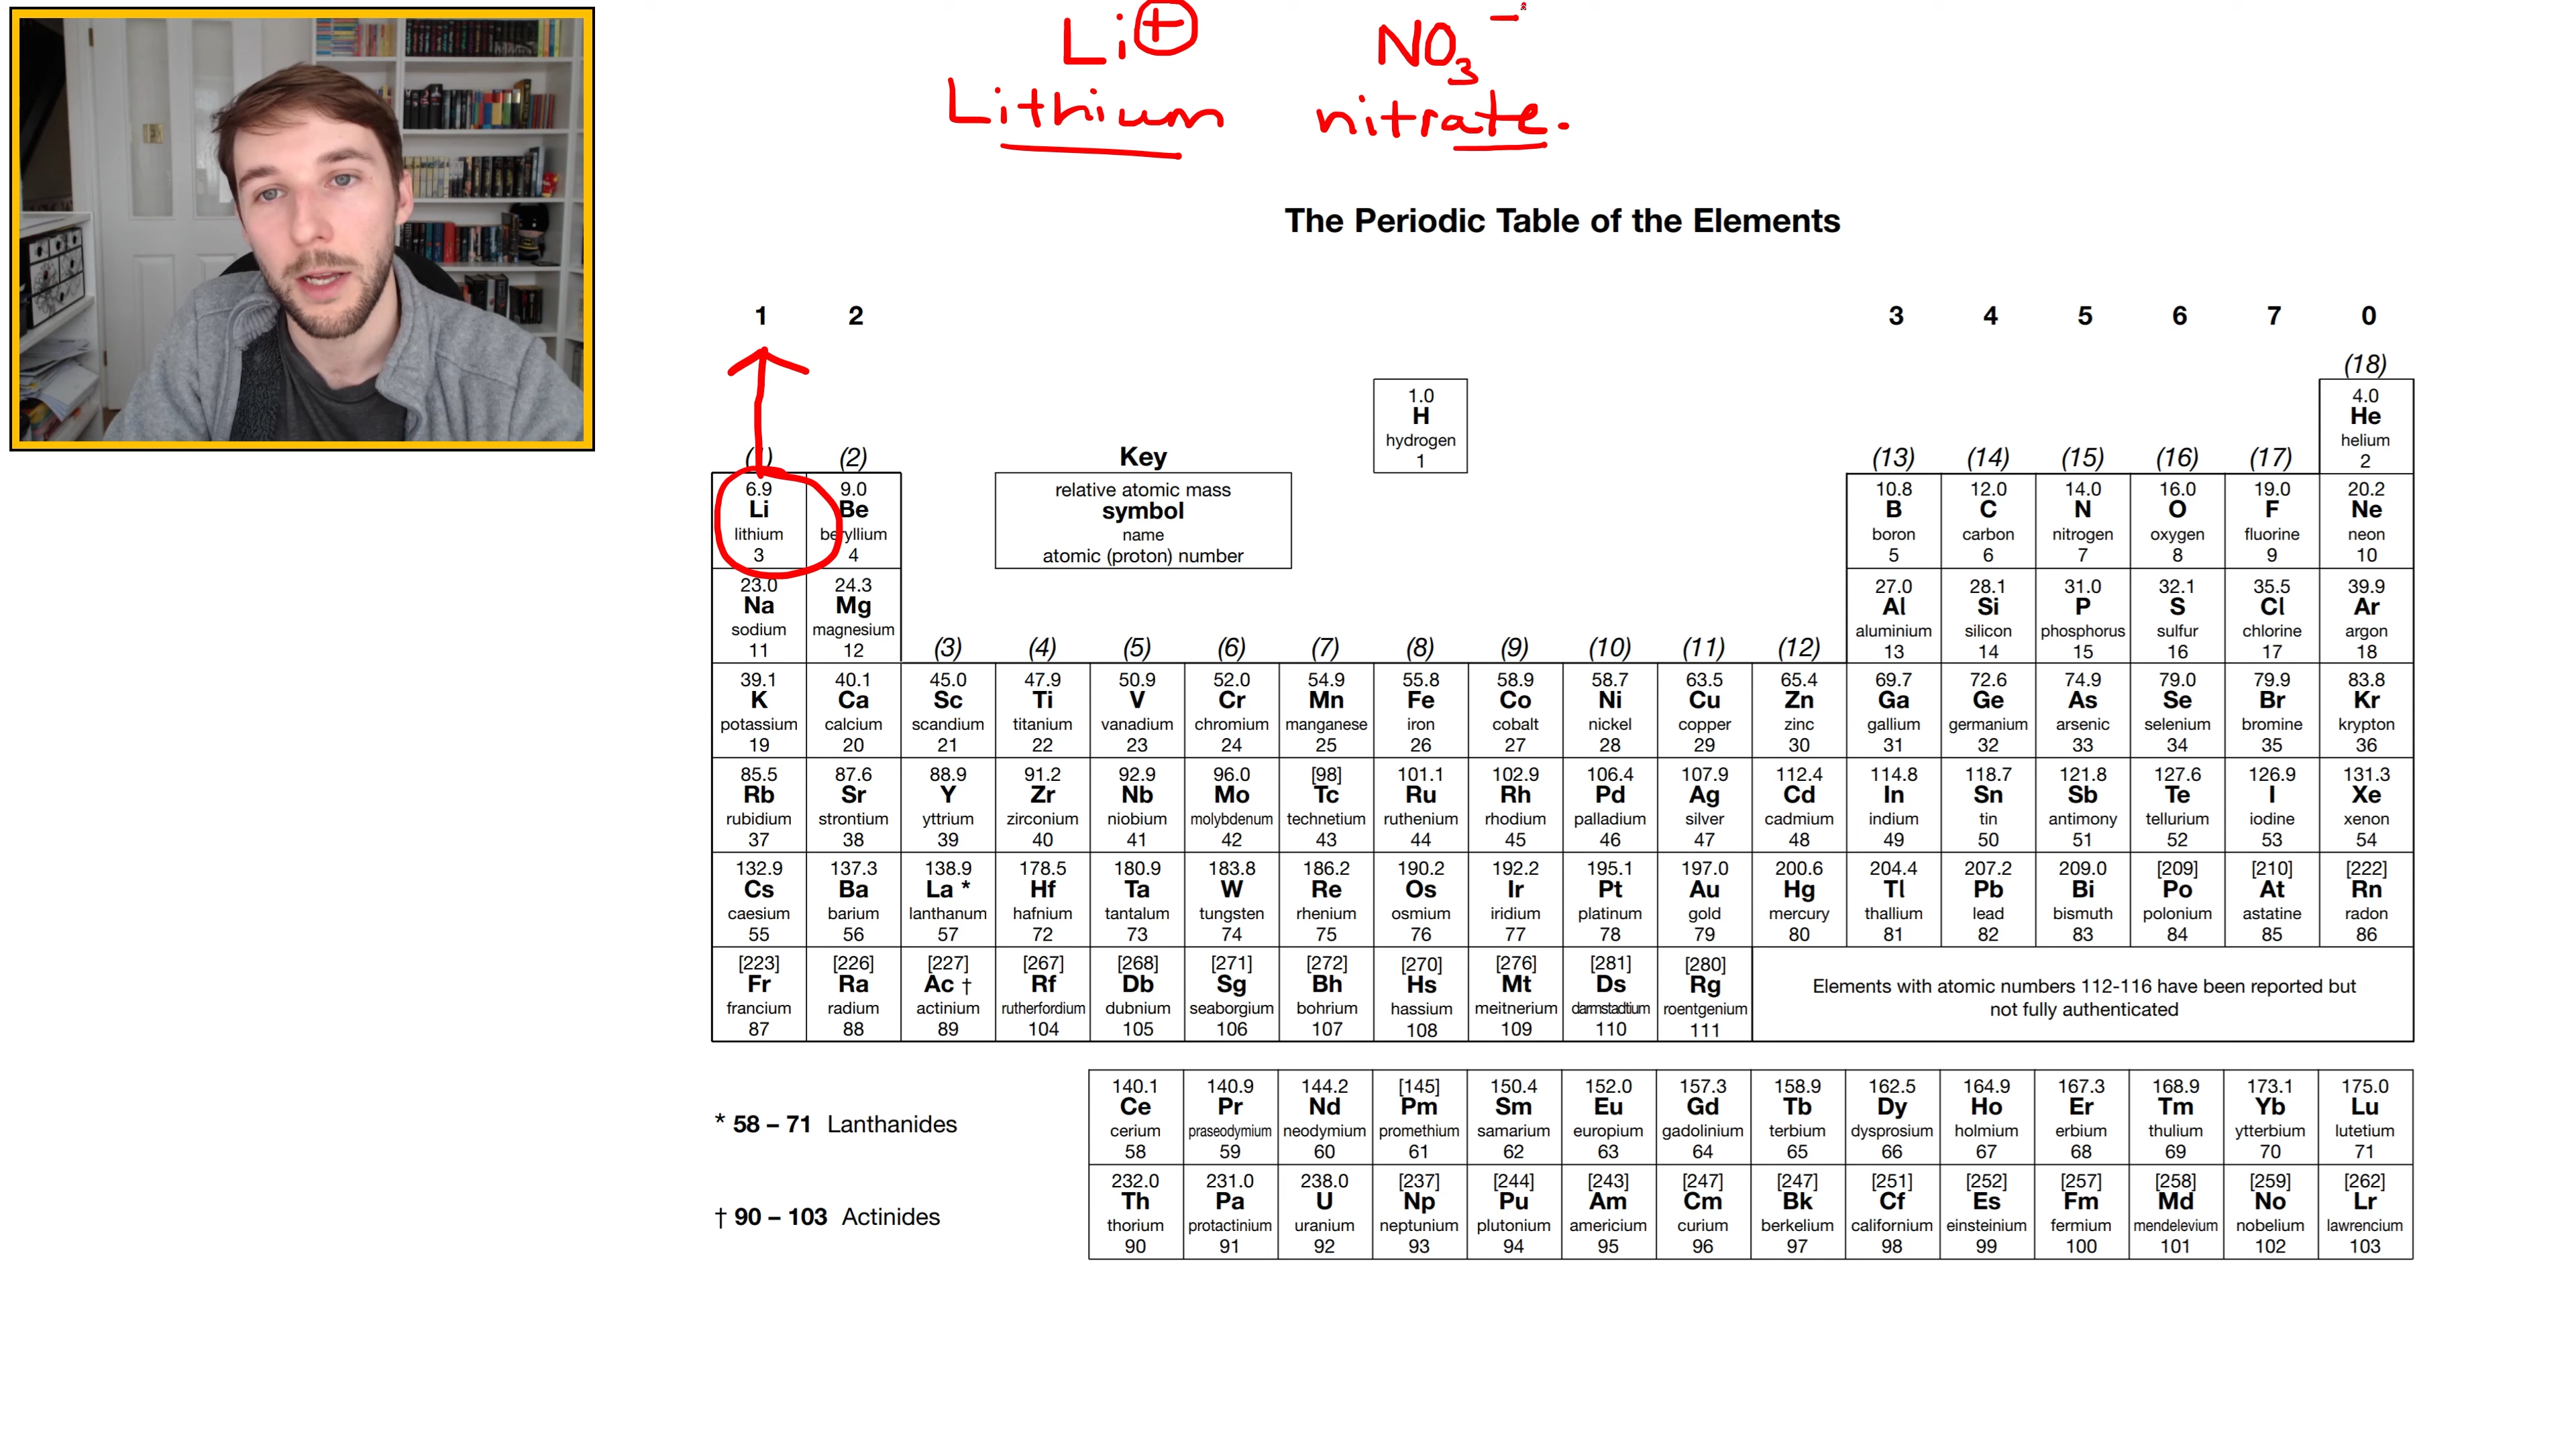 Li+ NO3 -
Lithium nitrate.
The Periodic Table of the Elements
1 2 3 4 5 6 7 0
(18)
1.0 4.0
H He
hydrogen helium
1 2
(1) (2) Key (13) (14) (15) (16) (17)
6.9 9.0 relative atomic mass 10.8 12.0 14.0 16.0 19.0 20.2
Li Be symbol B C N O F Ne
lithium beryllium name boron carbon nitrogen oxygen fluorine neon
3 4 atomic (proton) number 5 6 7 8 9 10
23.0 24.3 27.0 28.1 31.0 32.1 35.5 39.9
Na Mg Al Si P S Cl Ar
sodium magnesium aluminium silicon phosphorus sulfur chlorine argon
11 12 (3) (4) (5) (6) (7) (8) (9) (10) (11) (12) 13 14 15 16 17 18
39.1 40.1 45.0 47.9 50.9 52.0 54.9 55.8 58.9 58.7 63.5 65.4 69.7 72.6 74.9 79.0 79.9 83.8
K Ca Sc Ti V Cr Mn Fe Co Ni Cu Zn Ga Ge As Se Br Kr
potassium calcium scandium titanium vanadium chromium manganese iron cobalt nickel copper zinc gallium germanium arsenic selenium bromine krypton
19 20 21 22 23 24 25 26 27 28 29 30 31 32 33 34 35 36
85.5 87.6 88.9 91.2 92.9 96.0 [98] 101.1 102.9 106.4 107.9 112.4 114.8 118.7 121.8 127.6 126.9 131.3
Rb Sr Y Zr Nb Mo Tc Ru Rh Pd Ag Cd In Sn Sb Te I Xe
rubidium strontium yttrium zirconium niobium molybdenum technetium ruthenium rhodium palladium silver cadmium indium tin antimony tellurium iodine xenon
37 38 39 40 41 42 43 44 45 46 47 48 49 50 51 52 53 54
132.9 137.3 138.9 178.5 180.9 183.8 186.2 190.2 192.2 195.1 197.0 200.6 204.4 207.2 209.0 [209] [210] [222]
Cs Ba La * Hf Ta W Re Os Ir Pt Au Hg Tl Pb Bi Po At Rn
caesium barium lanthanum hafnium tantalum tungsten rhenium osmium iridium platinum gold mercury thallium lead bismuth polonium astatine radon
55 56 57 72 73 74 75 76 77 78 79 80 81 82 83 84 85 86
[223] [226] [227] [267] [268] [271] [272] [270] [276] [281] [280]
Fr Ra Ac † Rf Db Sg Bh Hs Mt Ds Rg Elements with atomic numbers 112-116 have been reported but
francium radium actinium rutherfordium dubnium seaborgium bohrium hassium meitnerium darmstadtium roentgenium not fully authenticated
87 88 89 104 105 106 107 108 109 110 111
140.1 140.9 144.2 [145] 150.4 152.0 157.3 158.9 162.5 164.9 167.3 168.9 173.1 175.0
* 58 – 71 Lanthanides Ce Pr Nd Pm Sm Eu Gd Tb Dy Ho Er Tm Yb Lu
cerium praseodymium neodymium promethium samarium europium gadolinium terbium dysprosium holmium erbium thulium ytterbium lutetium
58 59 60 61 62 63 64 65 66 67 68 69 70 71
232.0 231.0 238.0 [237] [244] [243] [247] [247] [251] [252] [257] [258] [259] [262]
† 90 – 103 Actinides Th Pa U Np Pu Am Cm Bk Cf Es Fm Md No Lr
thorium protactinium uranium neptunium plutonium americium curium berkelium californium einsteinium fermium mendelevium nobelium lawrencium
90 91 92 93 94 95 96 97 98 99 100 101 102 103